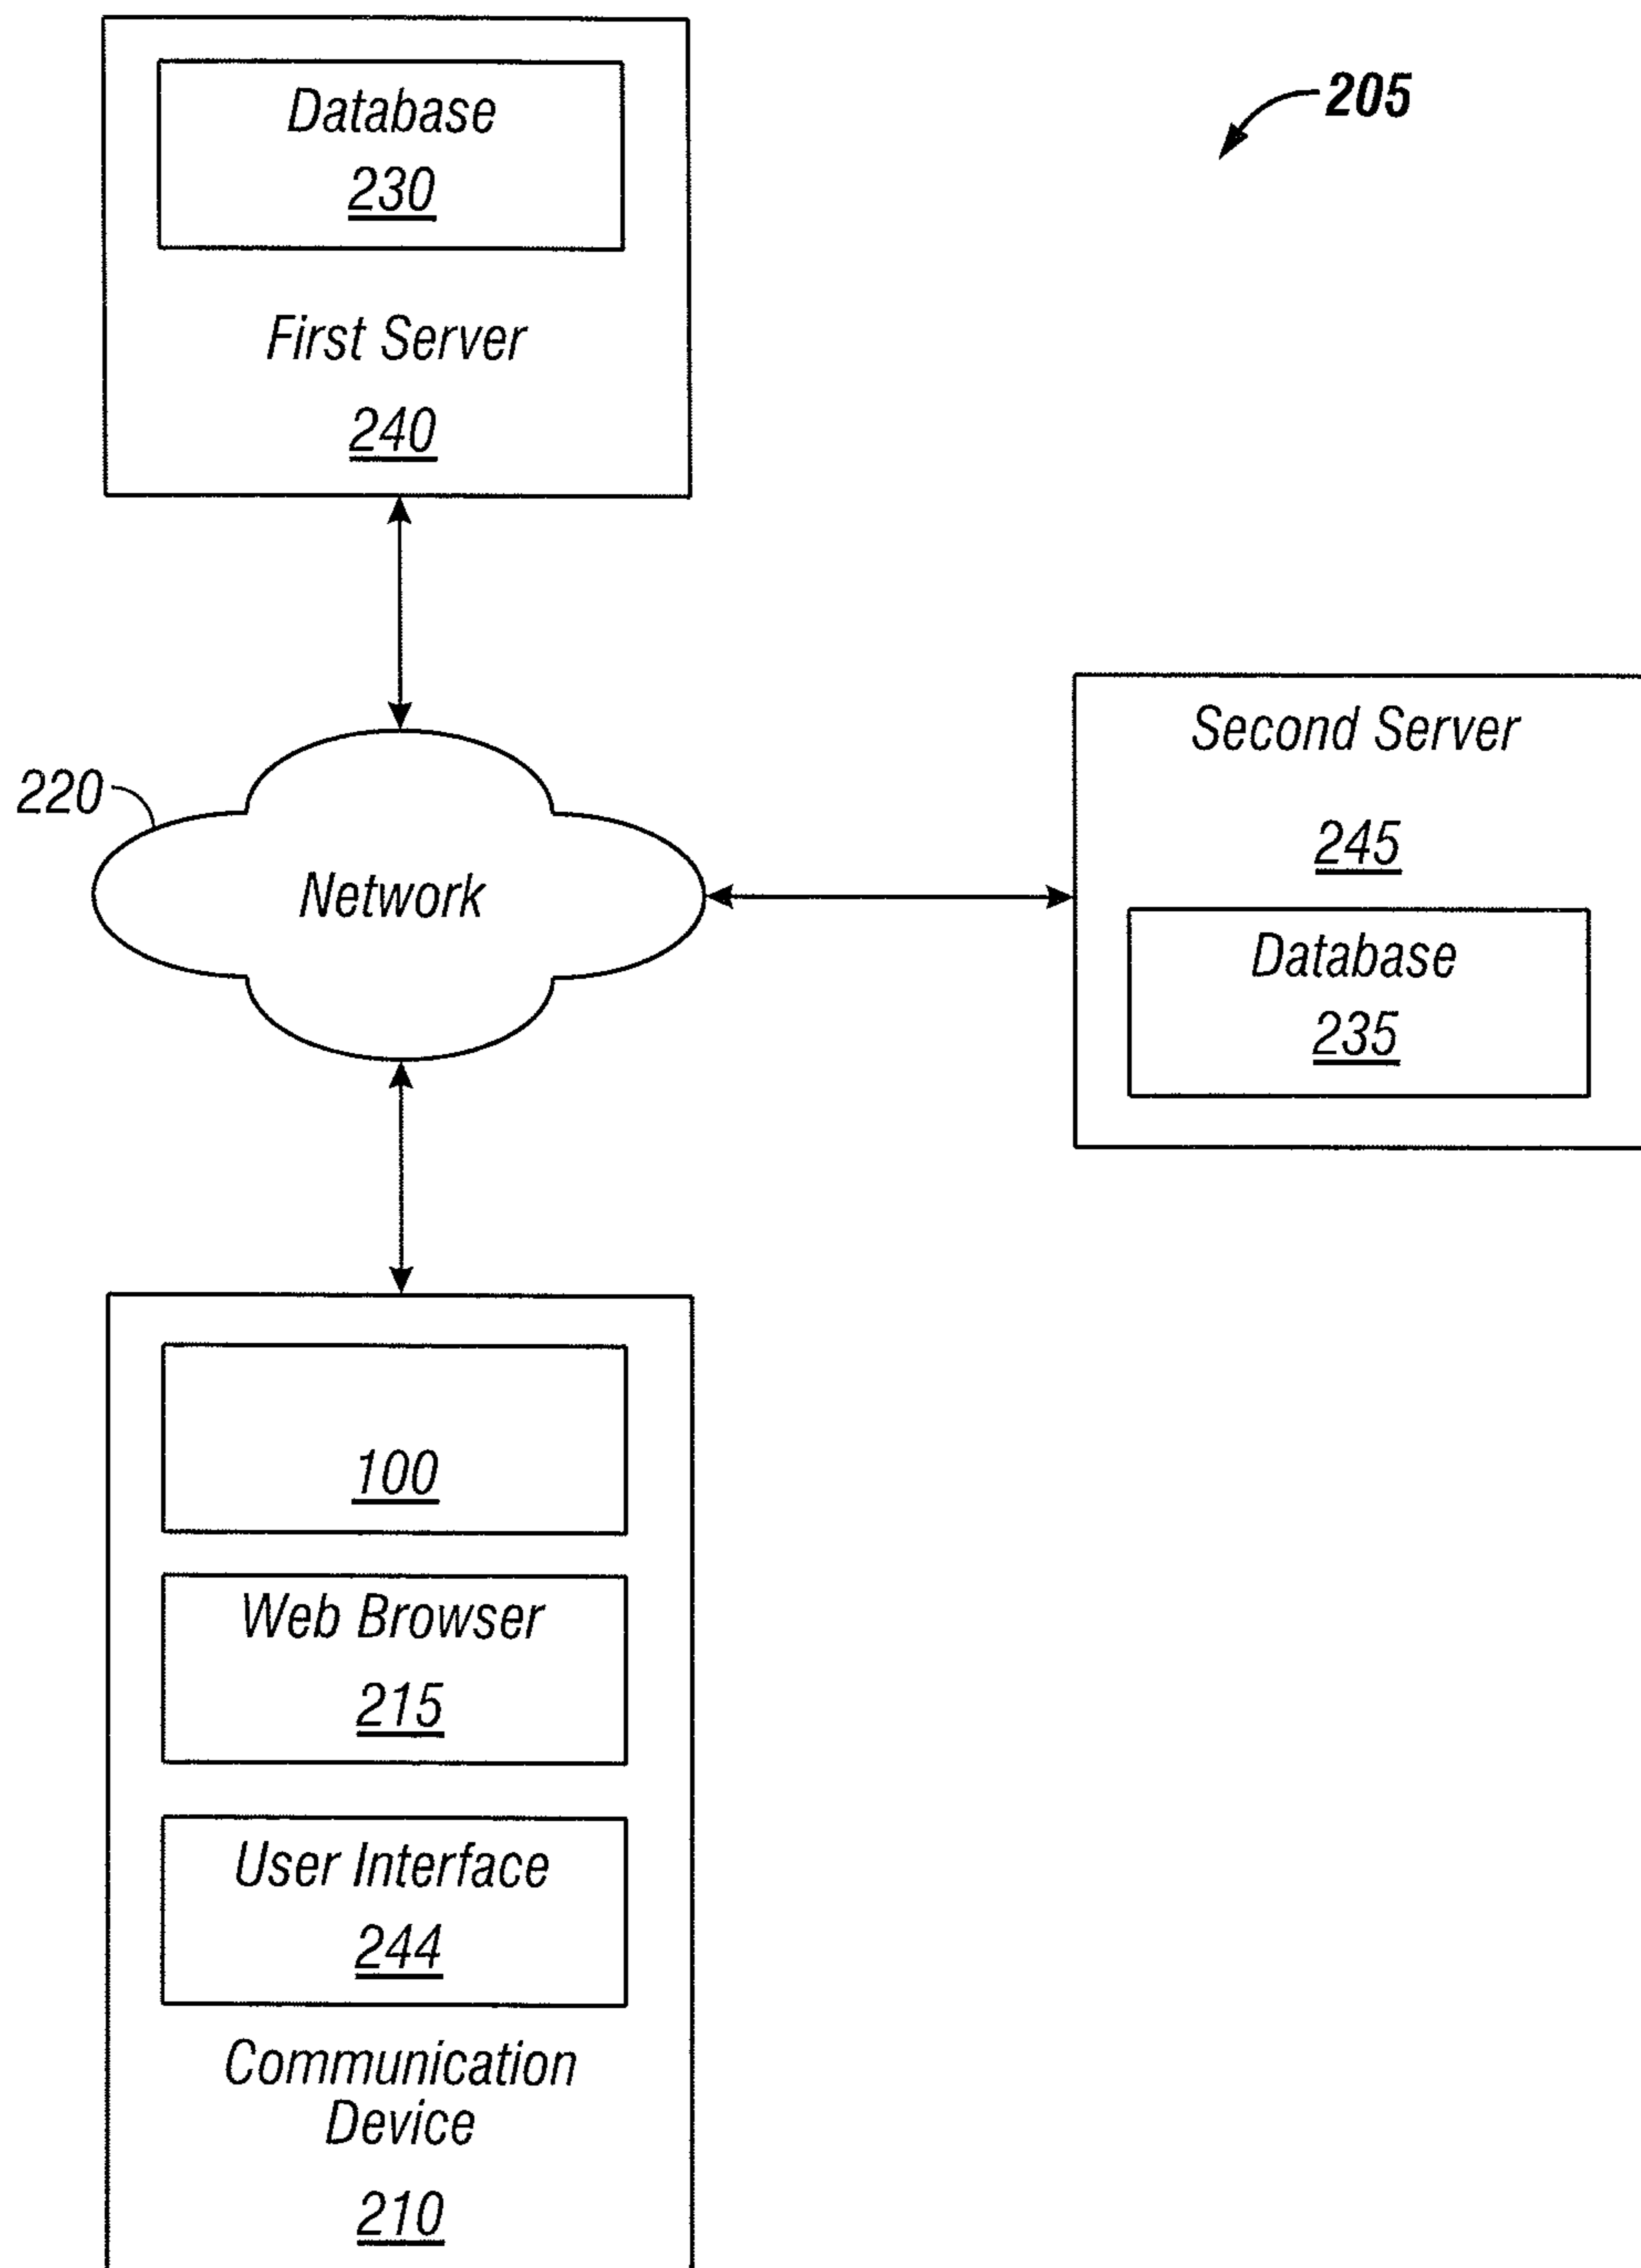 Database
230
First Server
240
205
220
Network
Second Server
245
Database
235
100
Web Browser
215
User Interface
244
Communication
Device
210